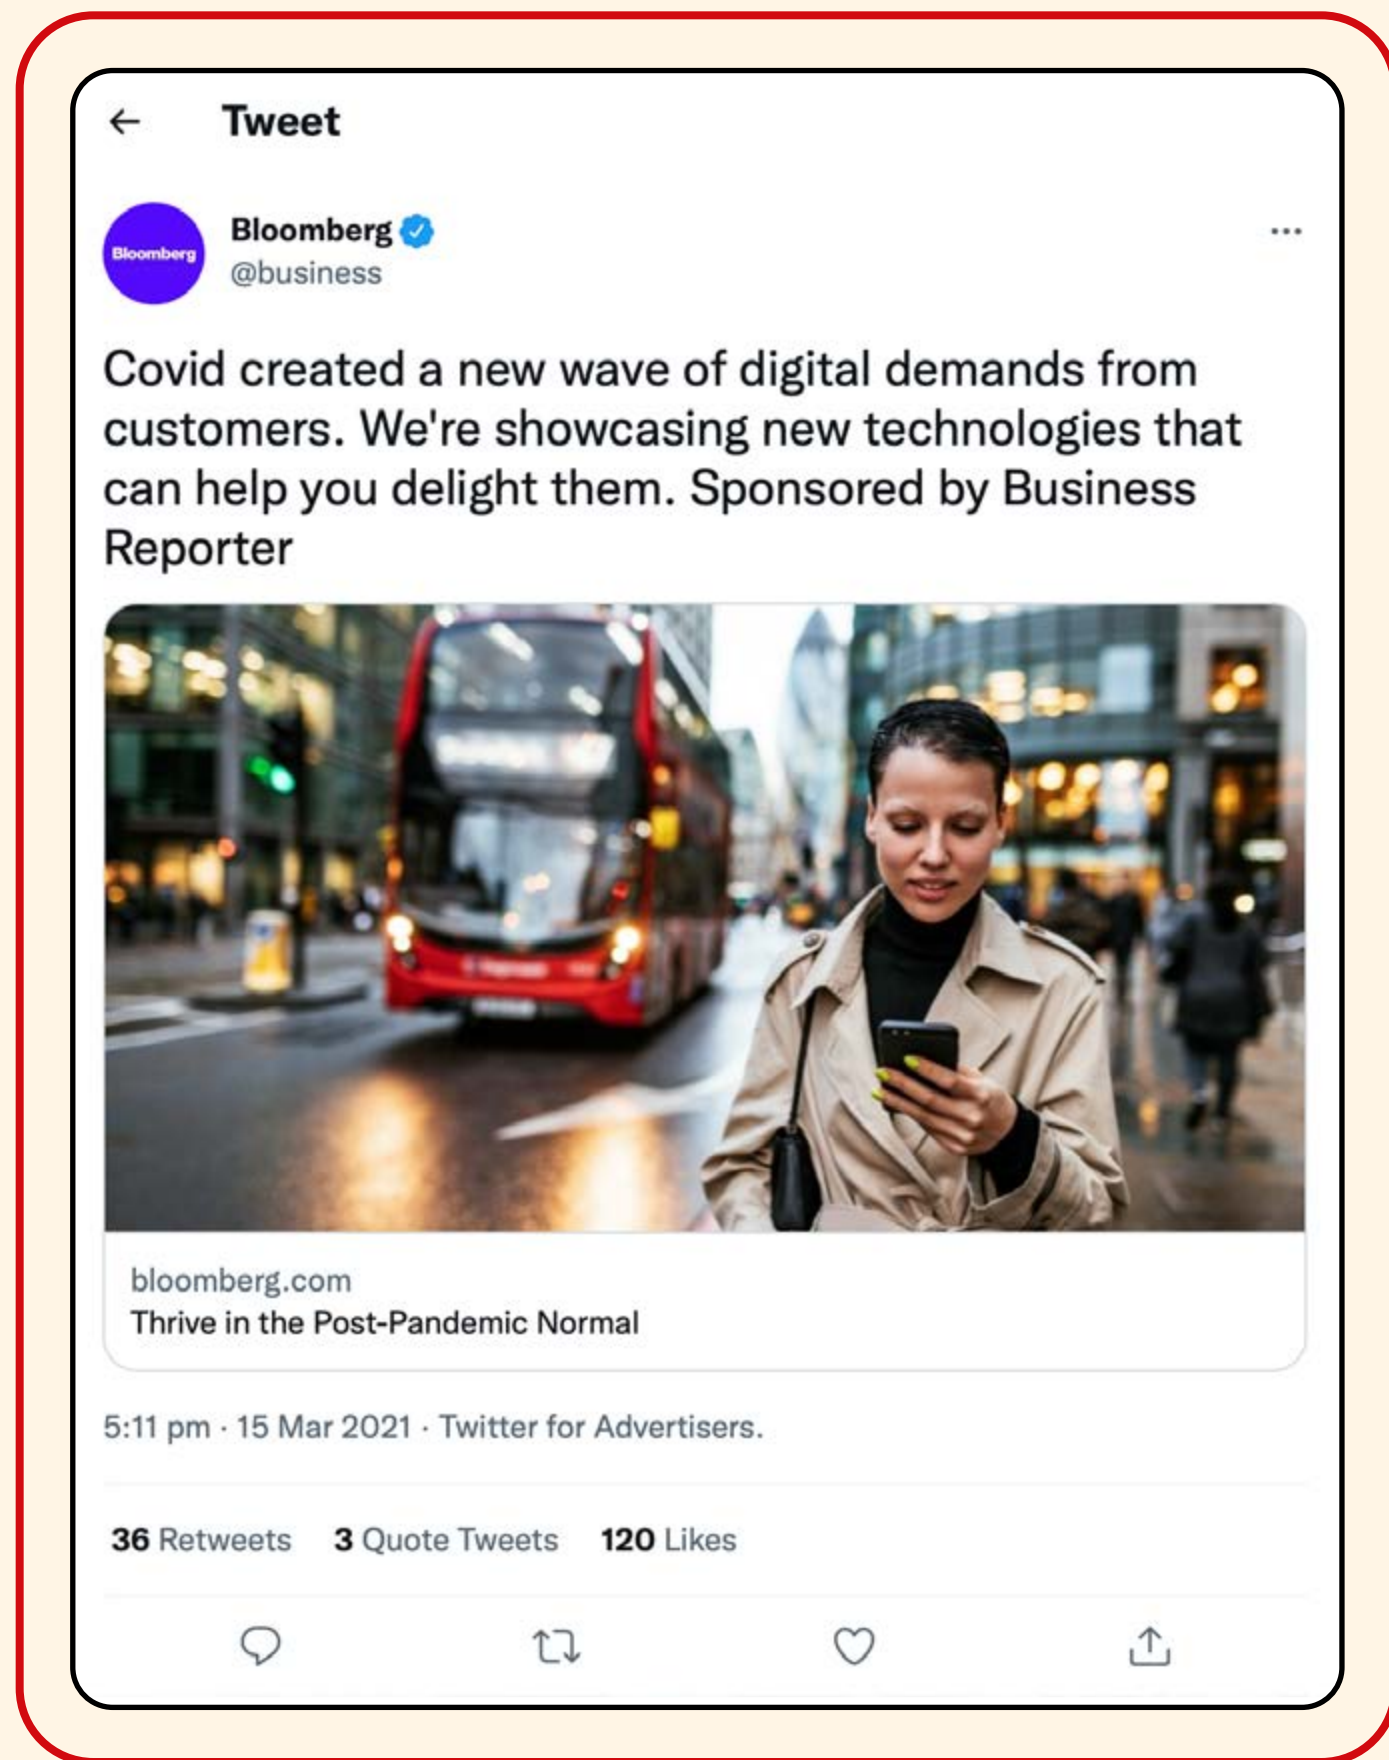 Tweet
Bloomberg
Bloomberg
@business
Covid created a new wave of digital demands from
customers. We're showcasing new technologies that
can help you delight them. Sponsored by Business
Reporter
bloomberg.com
Thrive in the Post-Pandemic Normal
5:11 pm · 15 Mar 2021 · Twitter for Advertisers.
36 Retweets 3 Quote Tweets 120 Likes